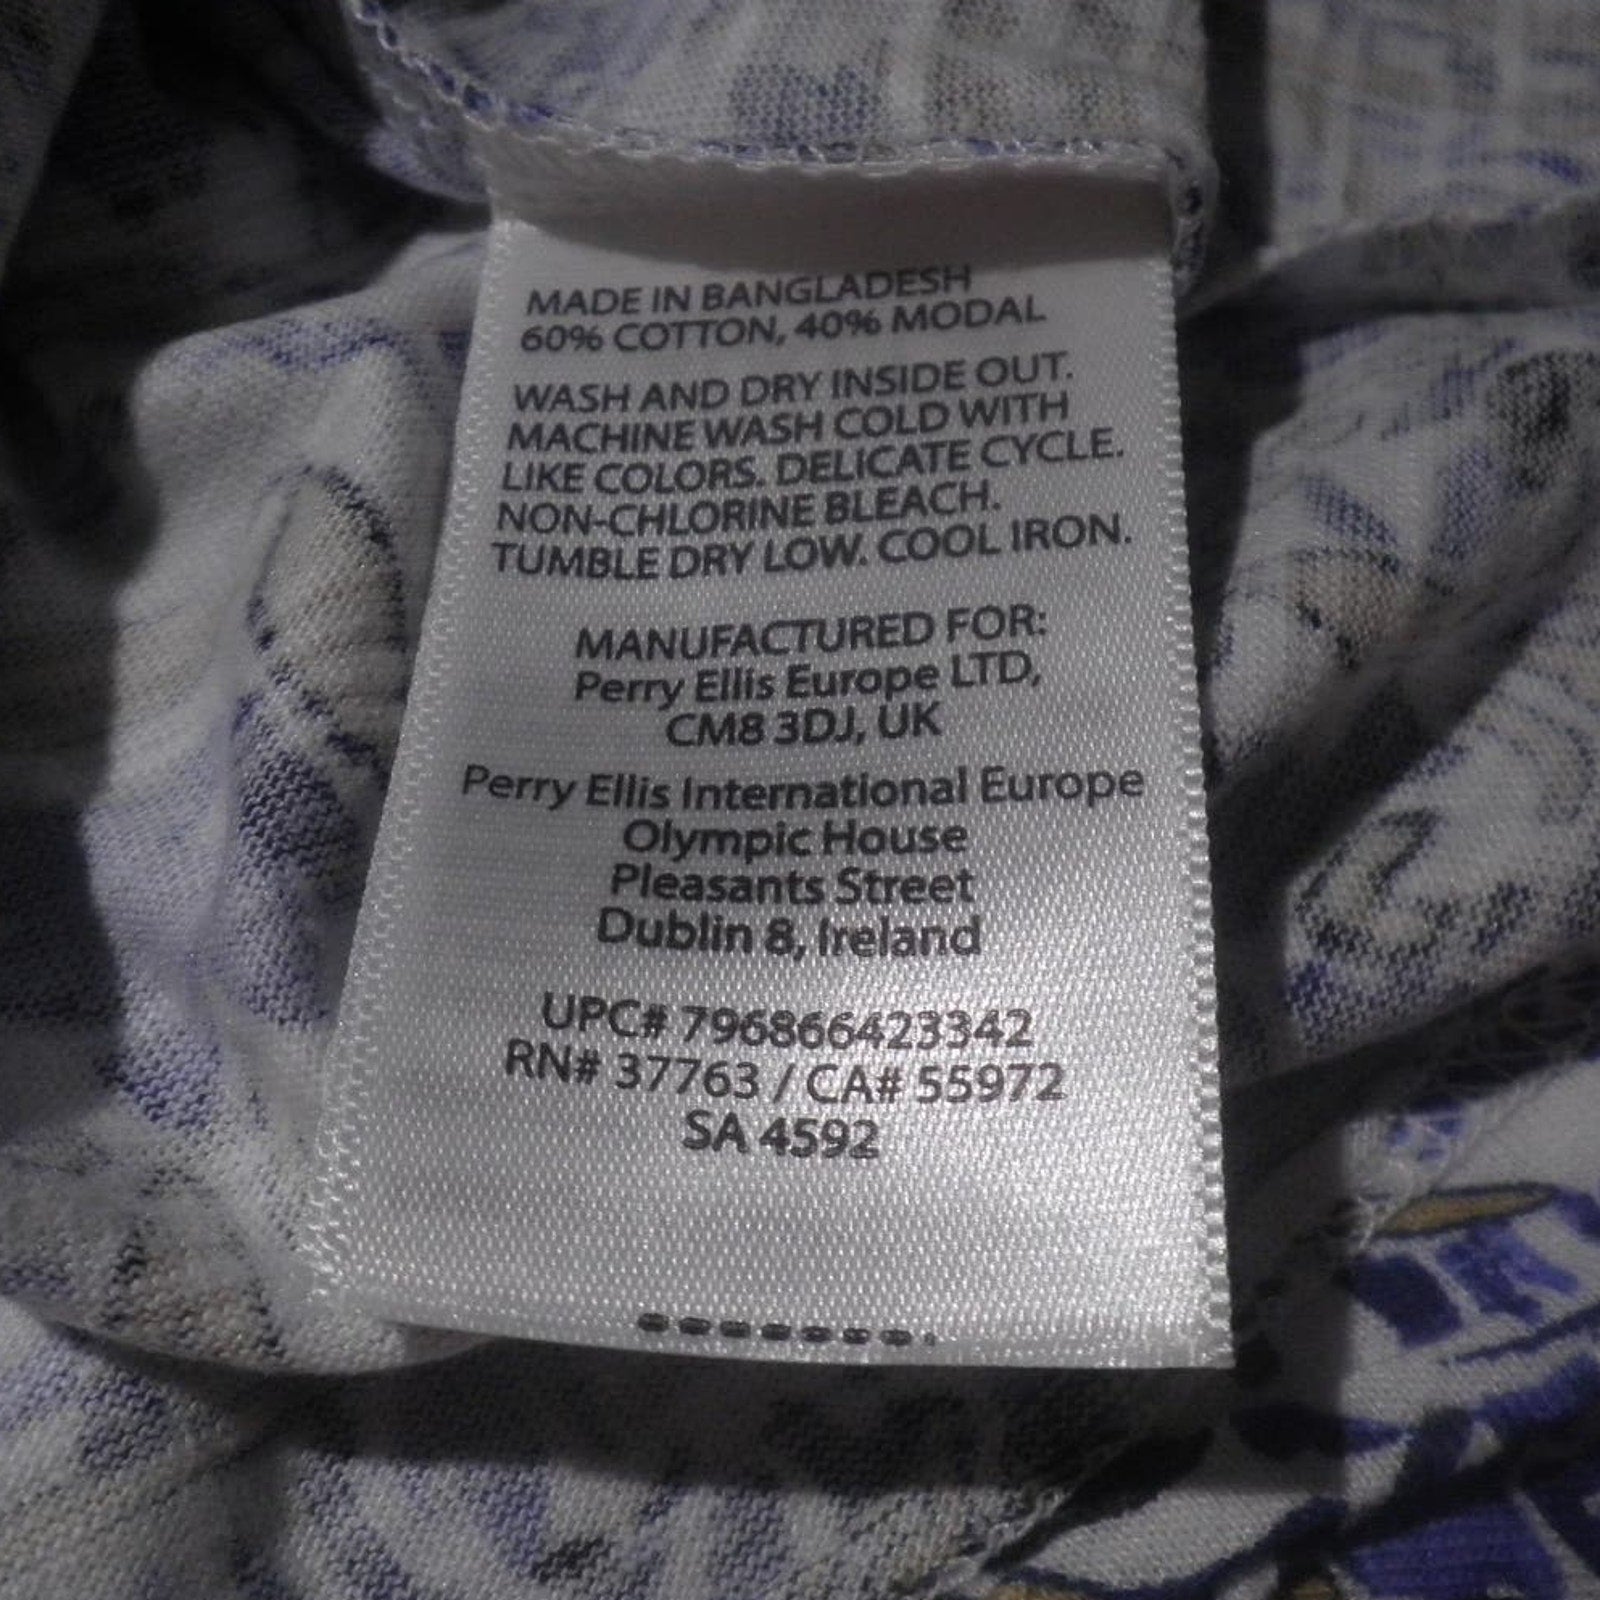 MADE IN BANGLADESH
60% COTTON, 40% MODAL
WASH AND DRY INSIDE OUT.
MACHINE WASH COLD WITH
LIKE COLORS. DELICATE CYCLE.
NON-CHLORINE BLEACH.
TUMBLE DRY LOW. COOL IRON.
MANUFACTURED FOR:
Perry Ellis Europe LTD,
CM8 3DJ, UK
Perry Ellis International Europe
Olympic House
Pleasants Street
Dublin 8, Ireland
UPC# 796866423342
RN# 37763 / CA# 55972
SA 4592